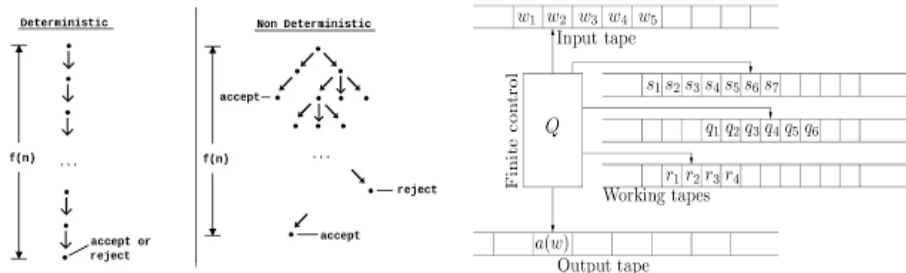 Deterministic
f(n)
...
accept or
reject
Non Deterministic
accept
f(n)
...
reject
accept
w1 w2 w3 w4 w5
Input tape
Finite control
Q
s1 s2 s3 s4 s5 s6 s7
q1 q2 q3 q4 q5 q6
r1 r2 r3 r4
Working tapes
a(w)
Output tape